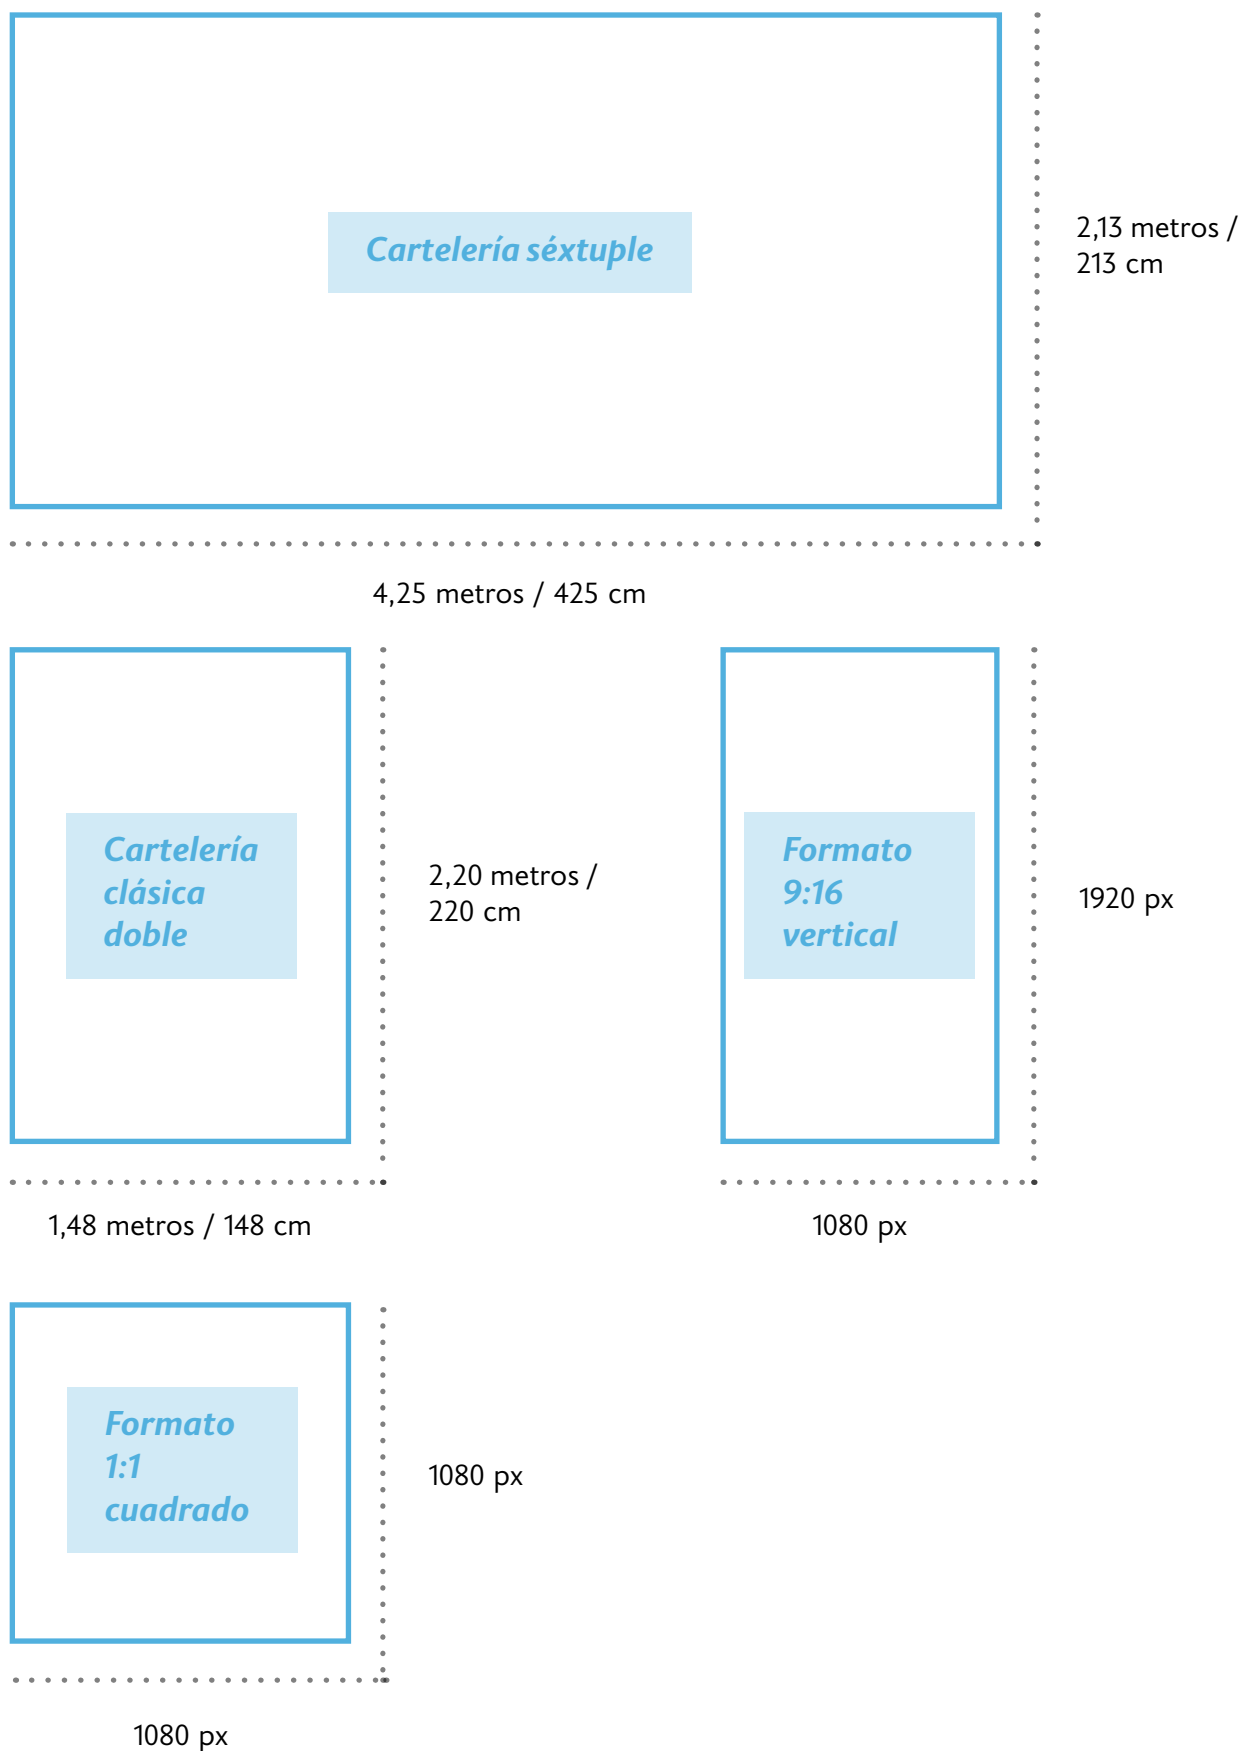 Cartelería séxtuple
2,13 metros /
213 cm
4,25 metros / 425 cm
Cartelería
clásica
doble
2,20 metros /
220 cm
1,48 metros / 148 cm
Formato
9:16
vertical
1920 px
1080 px
Formato
1:1
cuadrado
1080 px
1080 px